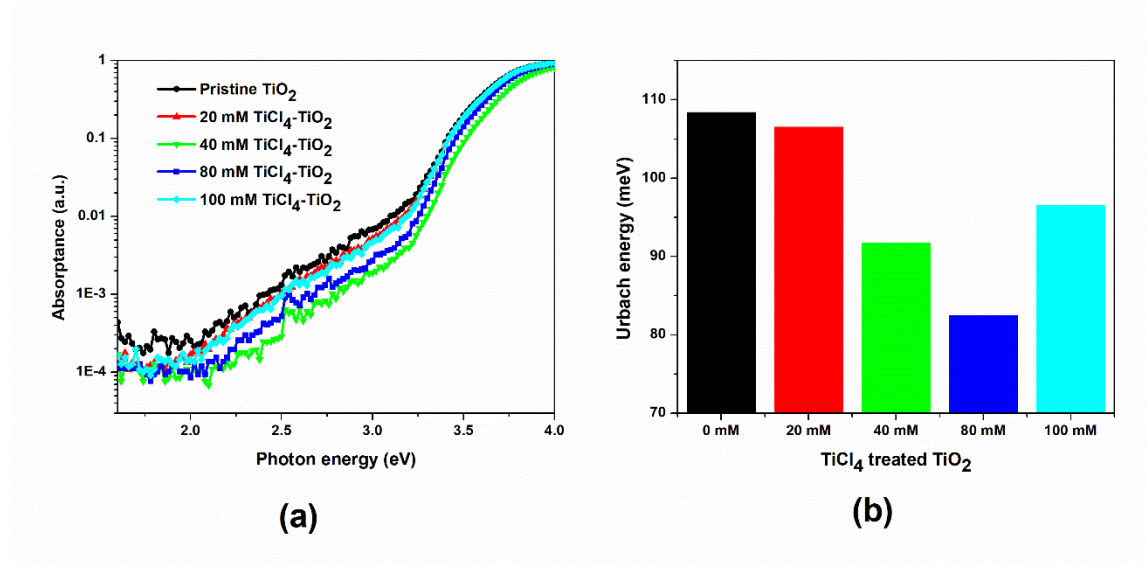 1
0.1
0.01
1E-3
1E-4
Absorptance (a.u.)
Pristine TiO2
20 mM TiCl4-TiO2
40 mM TiCl4-TiO2
80 mM TiCl4-TiO2
100 mM TiCl4-TiO2
2.0 2.5 3.0 3.5 4.0
Photon energy (eV)
(a)
110
100
90
80
70
Urbach energy (meV)
0 mM 20 mM 40 mM 80 mM 100 mM
TiCl4 treated TiO2
(b)